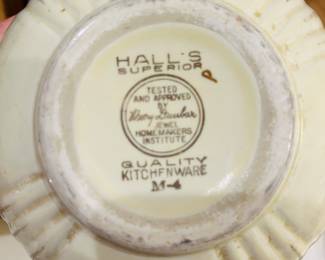 HALL'S
SUPERIOR
P
TESTED
AND APPROVED
BY
Mary Dunbar
JEWEL
HOMEMAKERS
INSTITUTE
QUALITY
KITCHENWARE
M-4